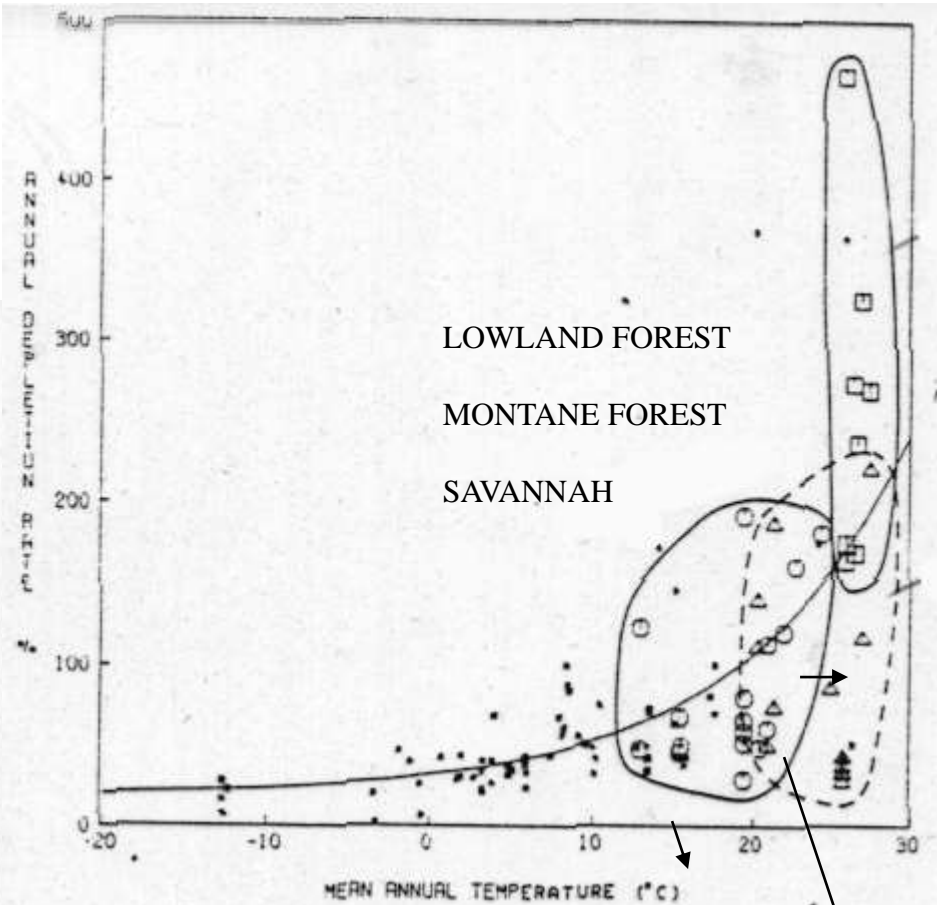 500
400
300
200
100
0
ANNUAL DEPLETION RATE %
LOWLAND FOREST
MONTANE FOREST
SAVANNAH
-20 -10 0 10 20 30
MEAN ANNUAL TEMPERATURE (°C)